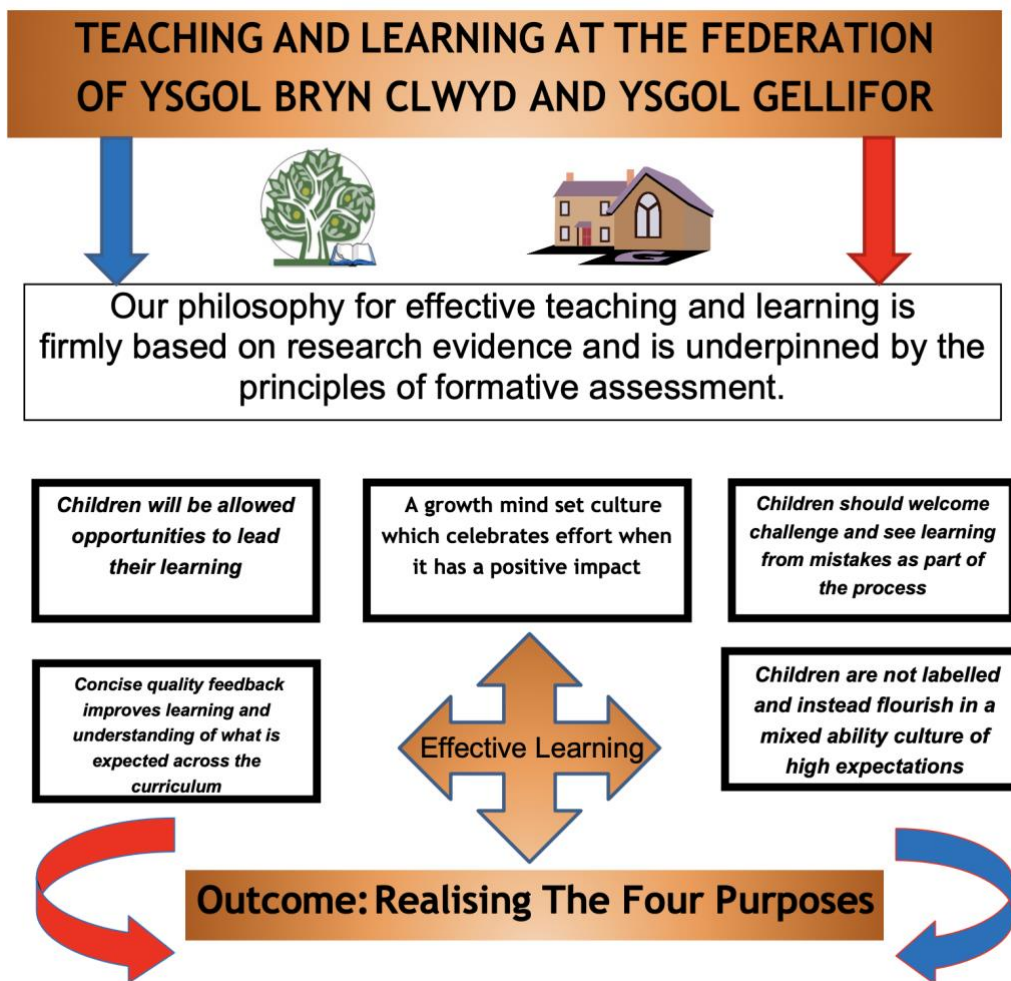 TEACHING AND LEARNING AT THE FEDERATION
OF YSGOL BRYN CLWYD AND YSGOL GELLIFOR
Our philosophy for effective teaching and learning is
firmly based on research evidence and is underpinned by the
principles of formative assessment.
Children will be allowed
opportunities to lead
their learning
A growth mind set culture
which celebrates effort when
it has a positive impact
Children should welcome
challenge and see learning
from mistakes as part of
the process
Concise quality feedback
improves learning and
understanding of what is
expected across the
curriculum
Effective Learning
Children are not labelled
and instead flourish in a
mixed ability culture of
high expectations
Outcome: Realising The Four Purposes